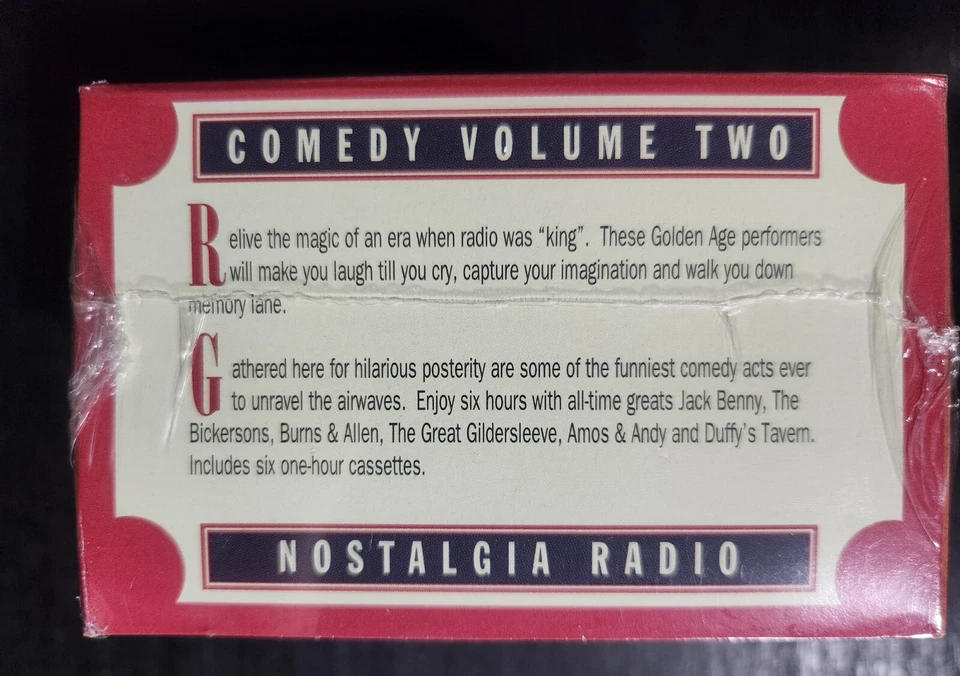 COMEDY VOLUME TWO
Relive the magic of an era when radio was “king”. These Golden Age performers
will make you laugh till you cry, capture your imagination and walk you down
memory lane.
Gathered here for hilarious posterity are some of the funniest comedy acts ever
to unravel the airwaves. Enjoy six hours with all-time greats Jack Benny, The
Bickersons, Burns & Allen, The Great Gildersleeve, Amos & Andy and Duffy's Tavern.
Includes six one-hour cassettes.
NOSTALGIA RADIO